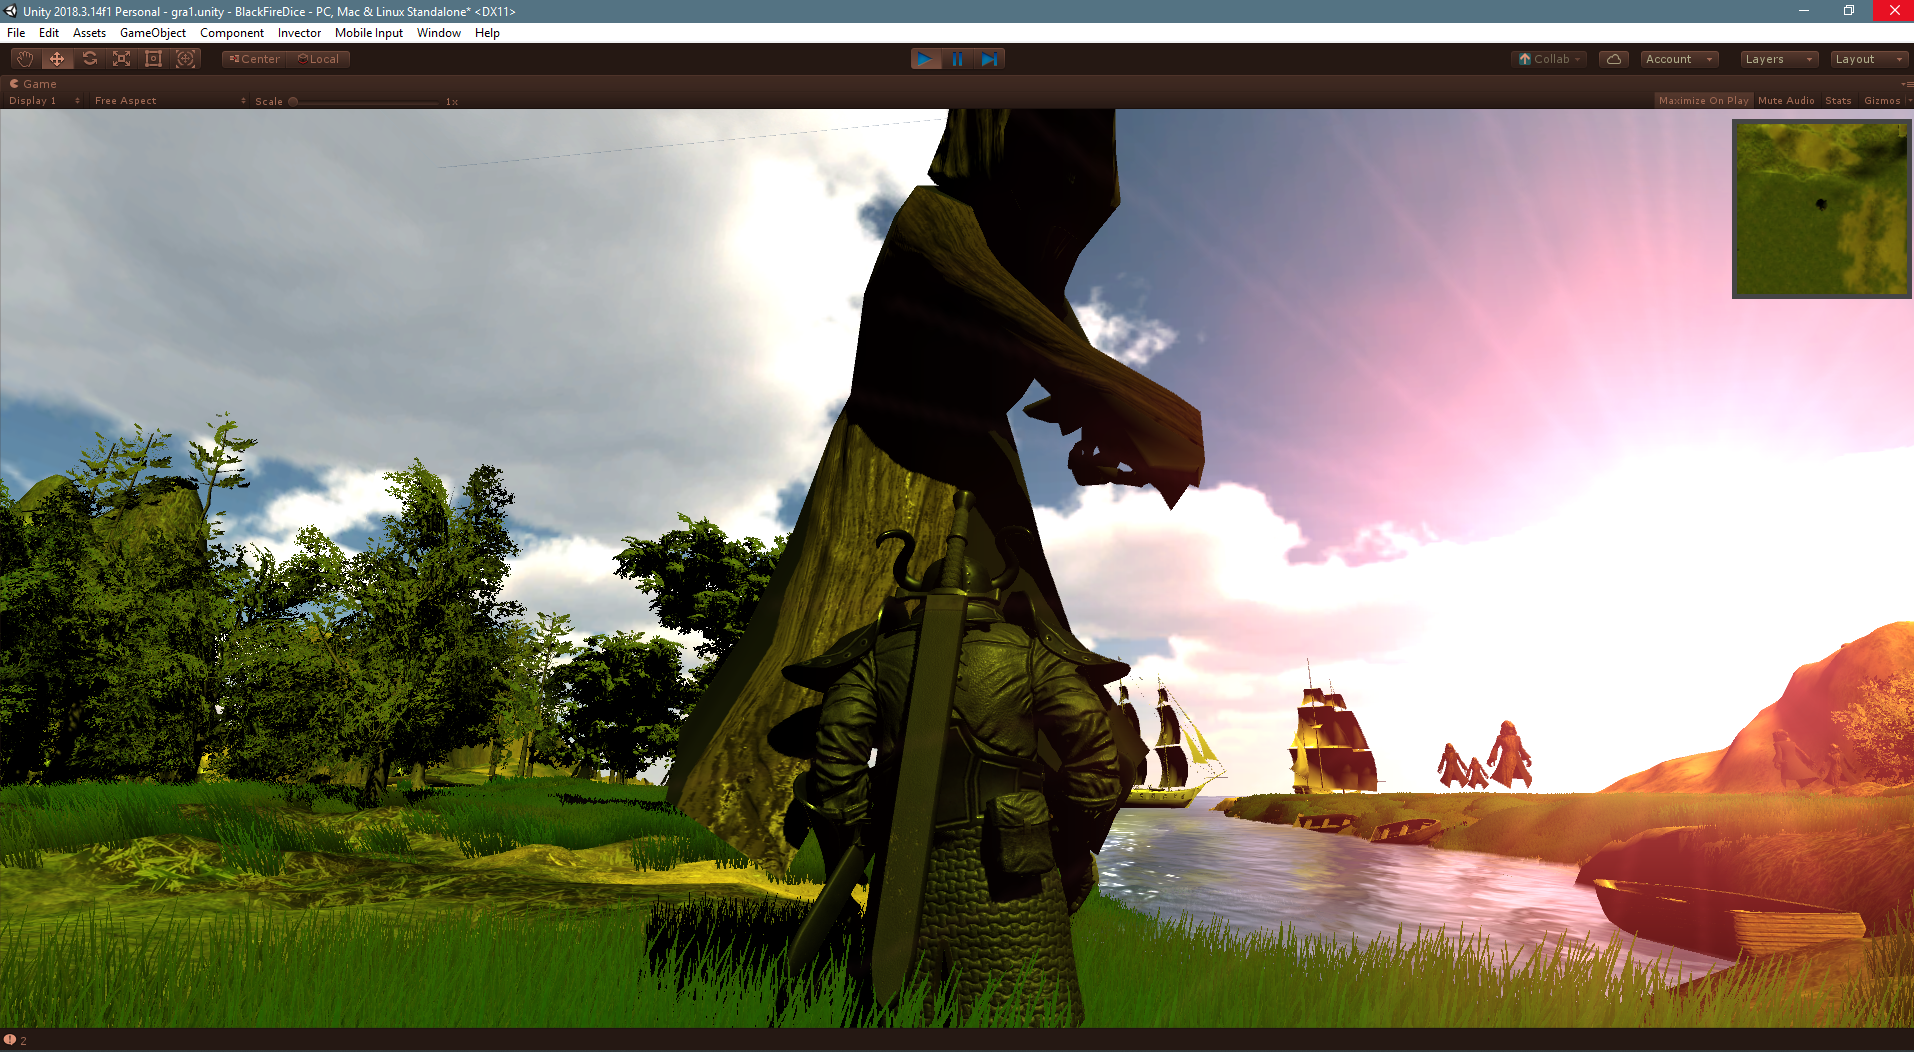 Unity 2018.3.14f1 Personal - gra1.unity - BlackFireDice - PC, Mac & Linux Standalone* <DX11>
File Edit Assets GameObject Component Invector Mobile Input Window Help
Center Local Collab Account Layers Layout
Game
Display 1 Free Aspect Scale 1x Maximize On Play Mute Audio Stats Gizmos
2